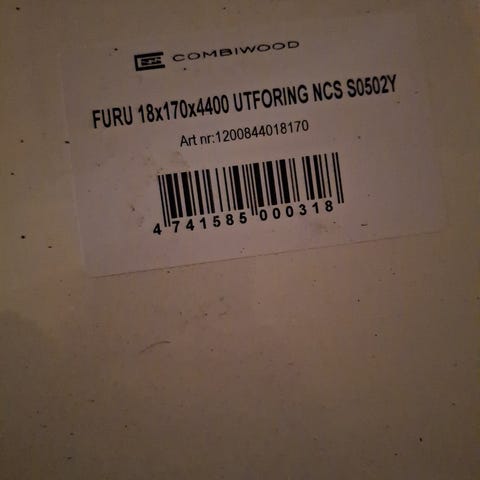 COMBIWOOD
FURU 18x170x4400 UTFORING NCS S0502Y
Art nr:1200844018170
4 741585 000318